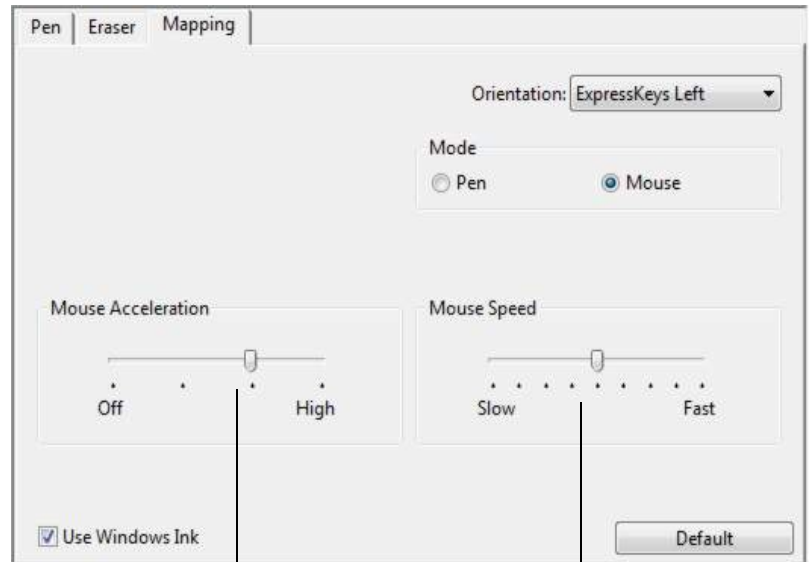 Pen Eraser Mapping
Orientation: ExpressKeys Left
Mode
Pen Mouse
Mouse Acceleration Mouse Speed
Off High Slow Fast
Use Windows Ink Default